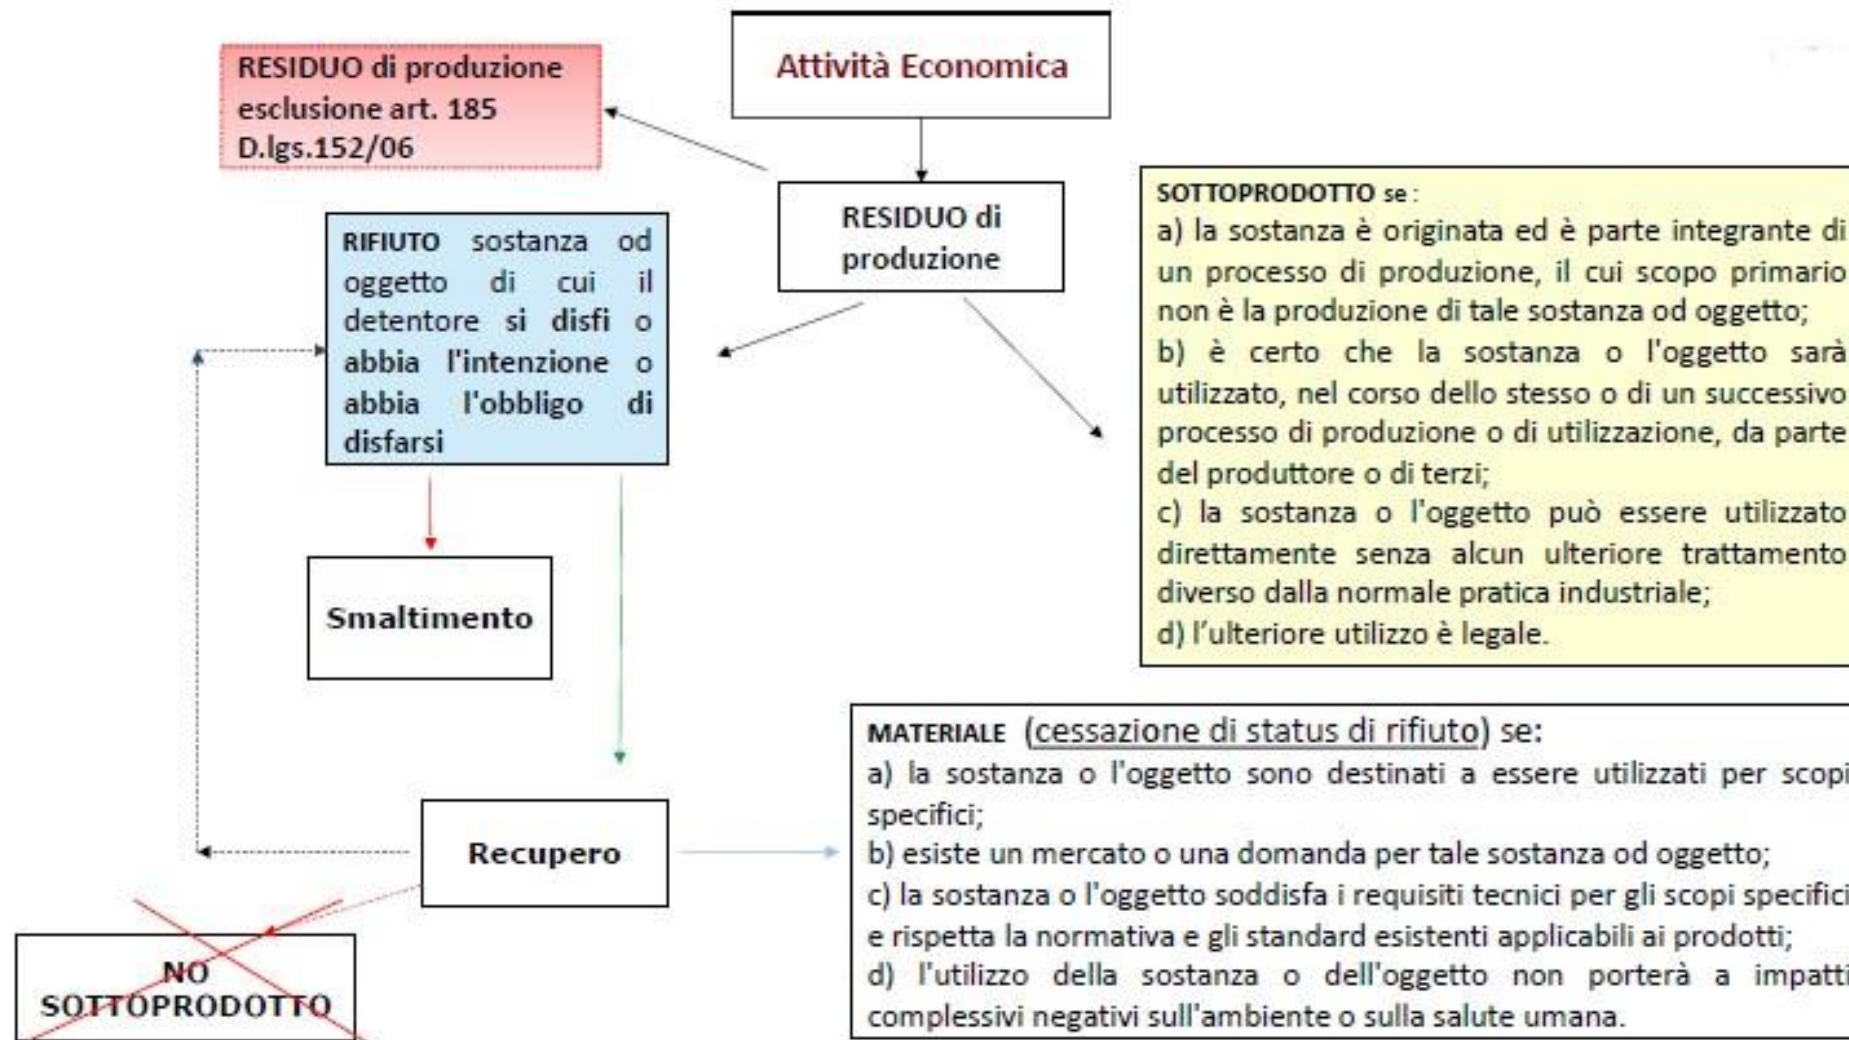 Attività Economica
RESIDUO di produzione
esclusione art. 185
D.lgs.152/06
RESIDUO di
produzione
RIFIUTO sostanza od
oggetto di cui il
detentore si disfi o
abbia l'intenzione o
abbia l'obbligo di
disfarsi
SOTTOPRODOTTO se :
a) la sostanza è originata ed è parte integrante di
un processo di produzione, il cui scopo primario
non è la produzione di tale sostanza od oggetto;
b) è certo che la sostanza o l'oggetto sarà
utilizzato, nel corso dello stesso o di un successivo
processo di produzione o di utilizzazione, da parte
del produttore o di terzi;
c) la sostanza o l'oggetto può essere utilizzato
direttamente senza alcun ulteriore trattamento
diverso dalla normale pratica industriale;
d) l’ulteriore utilizzo è legale.
Smaltimento
Recupero
MATERIALE (cessazione di status di rifiuto) se:
a) la sostanza o l'oggetto sono destinati a essere utilizzati per scopi
specifici;
b) esiste un mercato o una domanda per tale sostanza od oggetto;
c) la sostanza o l'oggetto soddisfa i requisiti tecnici per gli scopi specifici
e rispetta la normativa e gli standard esistenti applicabili ai prodotti;
d) l'utilizzo della sostanza o dell'oggetto non porterà a impatti
complessivi negativi sull'ambiente o sulla salute umana.
NO
SOTTOPRODOTTO